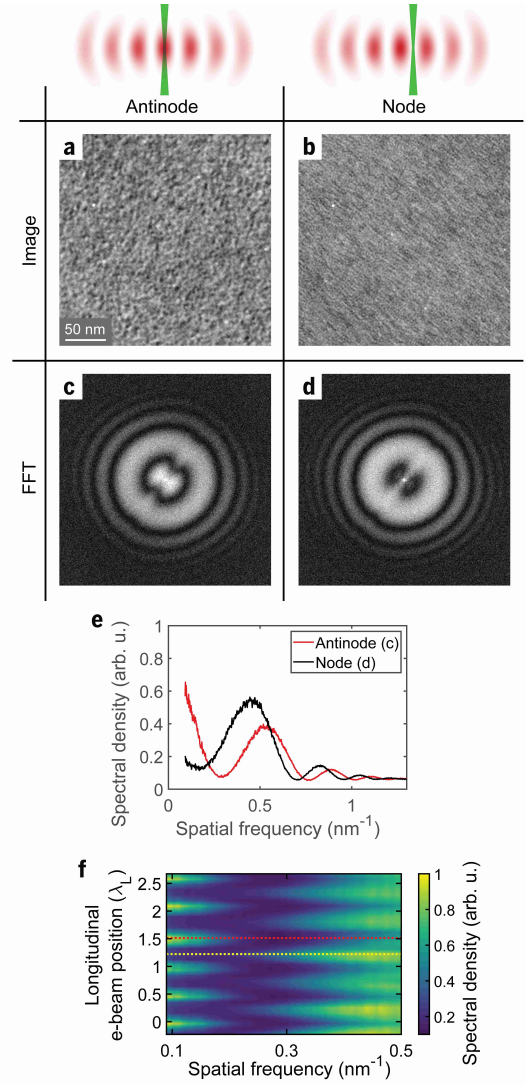 Antinode Node
Image
a
b
50 nm
FFT
c
d
e
Spectral density (arb. u.)
1
0.8
0.6
0.4
0.2
0
Antinode (c)
Node (d)
0 0.5 1
Spatial frequency (nm⁻¹)
f
Longitudinal
e-beam position (λ_L)
2.5
1.5
0.5
0
0.1 0.3 0.5
Spatial frequency (nm⁻¹)
1
0.8
0.6
0.4
0.2
Spectral density (arb. u.)